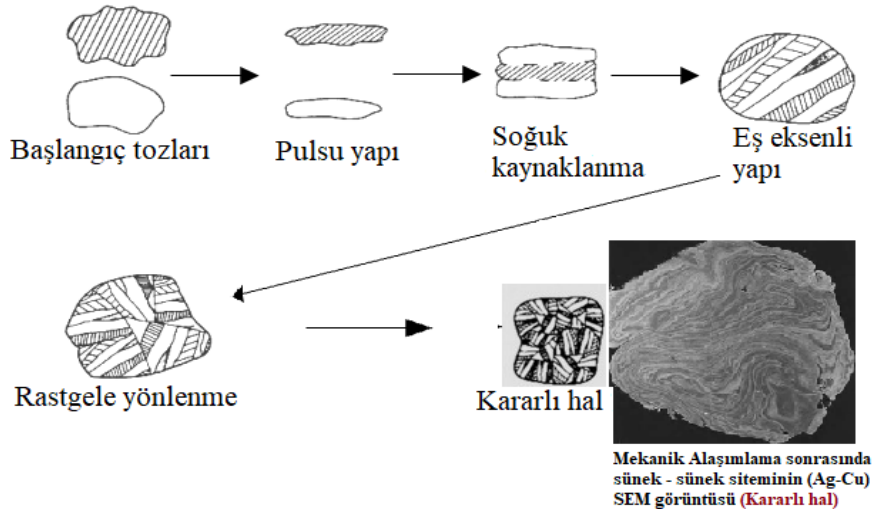 Başlangıç tozları
Pulsu yapı
Soğuk
kaynaklanma
Eş eksenli
yapı
Rastgele yönlenme
Kararlı hal
Mekanik Alaşımlama sonrasında
sünek - sünek siteminin (Ag-Cu)
SEM görüntüsü (Kararlı hal)